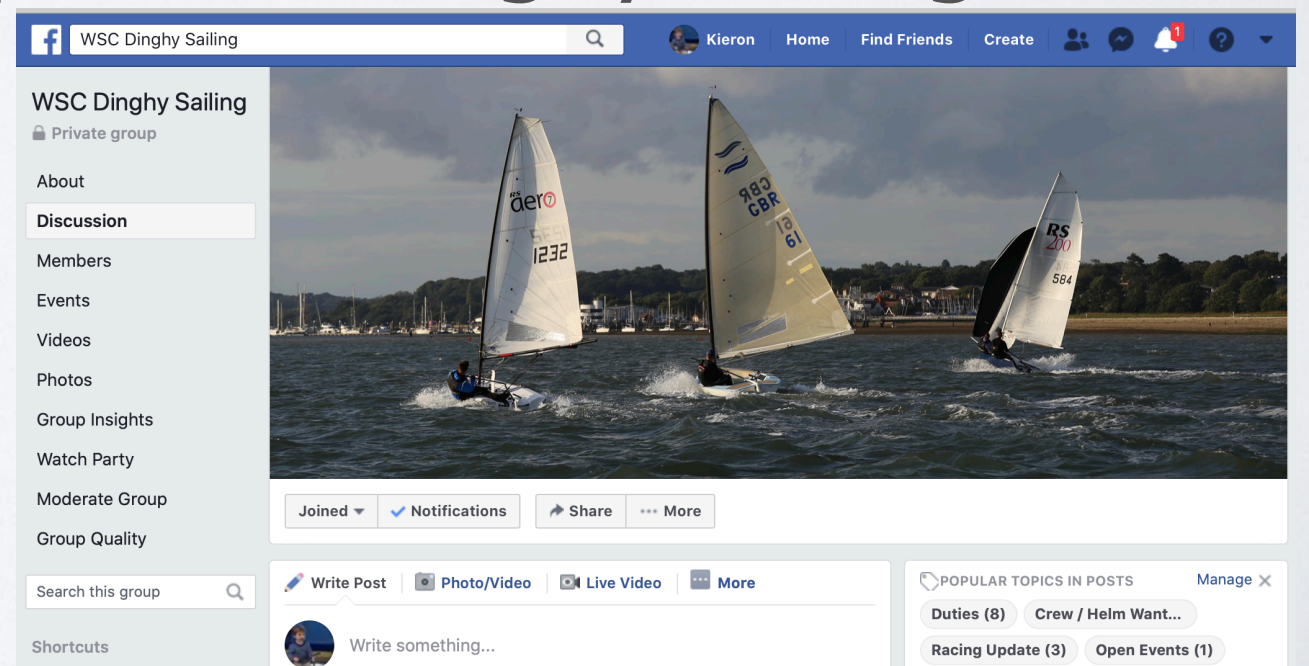 WSC Dinghy Sailing
Kieron
Home
Find Friends
Create
1
WSC Dinghy Sailing
Private group
About
Discussion
Members
Events
Videos
Photos
Group Insights
Watch Party
Moderate Group
Group Quality
Search this group
Shortcuts
RS aero 7
1232
GBR
GBR
19
61
RS
200
584
Joined
Notifications
Share
More
Write Post
Photo/Video
Live Video
More
Write something...
POPULAR TOPICS IN POSTS
Manage
Duties (8)
Crew / Helm Want...
Racing Update (3)
Open Events (1)